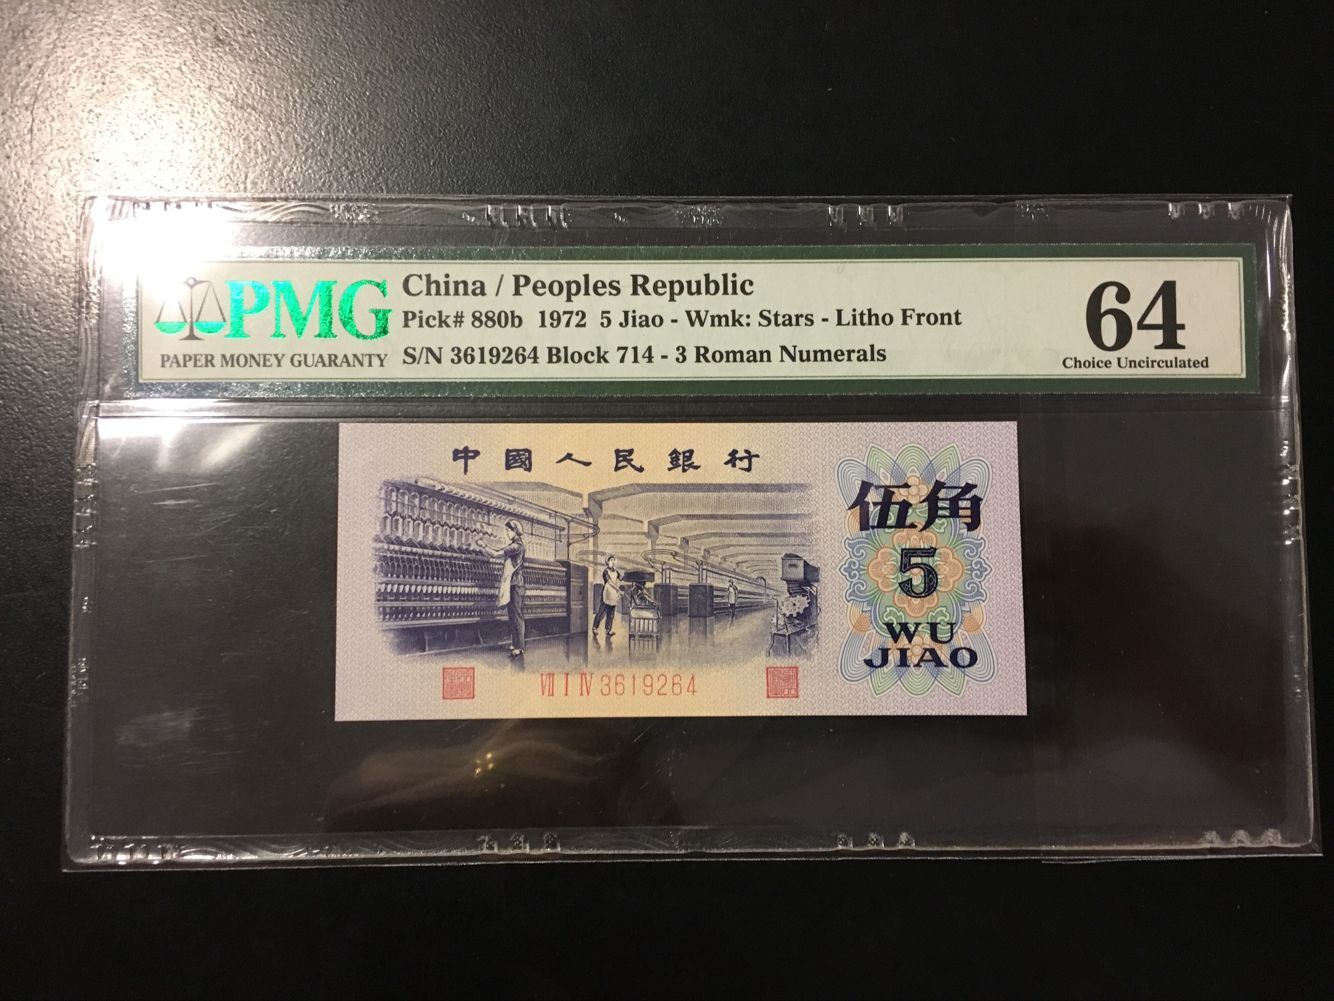 PMG
PAPER MONEY GUARANTY
China / Peoples Republic
Pick# 880b 1972 5 Jiao - Wmk: Stars - Litho Front
S/N 3619264 Block 714 - 3 Roman Numerals
64
Choice Uncirculated
中國人民銀行
伍角
5
WU
JIAO
Ⅶ Ⅰ Ⅳ 3619264